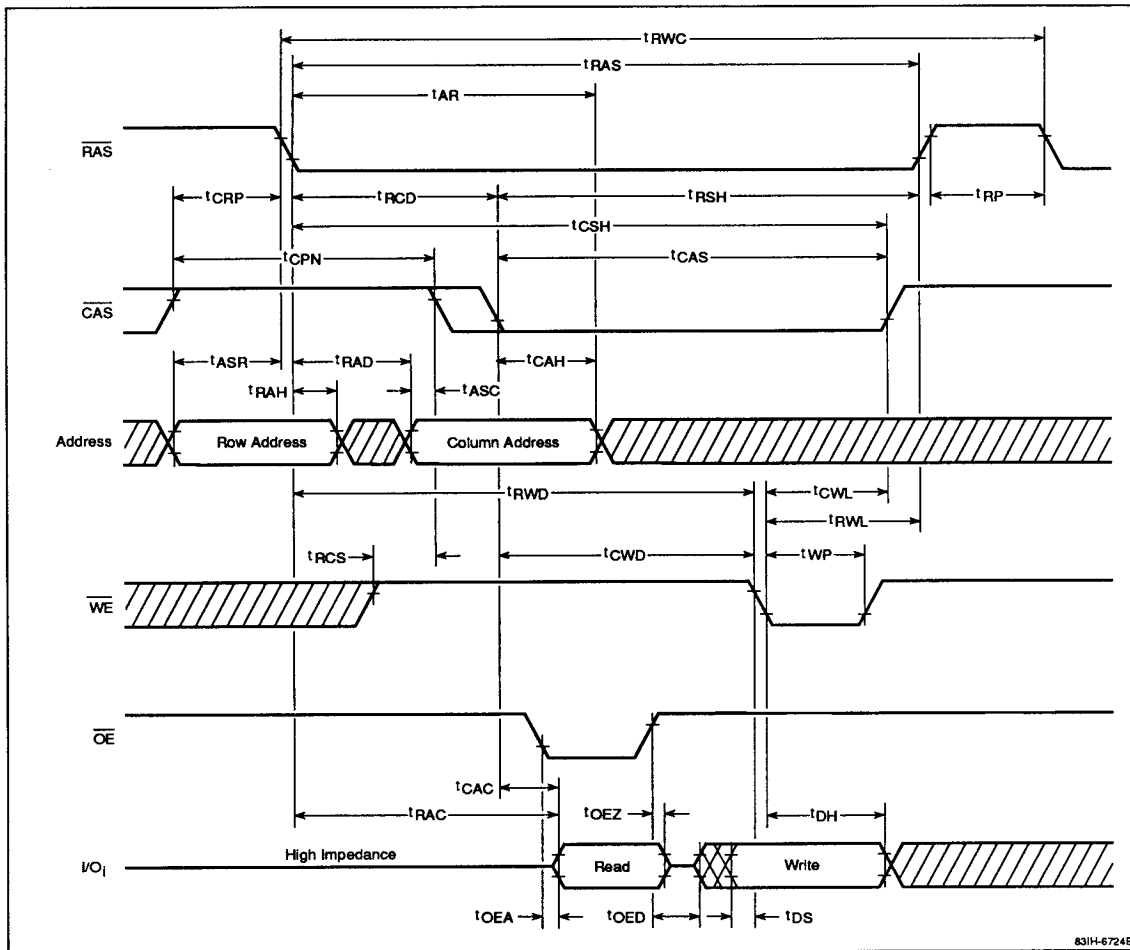 tRWC
tRAS
tAR
RAS
tCRP
tRCD
tRSH
tRP
tCSH
tCPN
tCAS
CAS
tASR
tRAD
tCAH
tRAH
tASC
Address
Row Address
Column Address
tRWD
tCWL
tRWL
tRCS
tCWD
tWP
WE
OE
tCAC
tRAC
tOEZ
tDH
High Impedance
I/Oi
Read
Write
tOEA
tOED
tDS
83IH-6724B